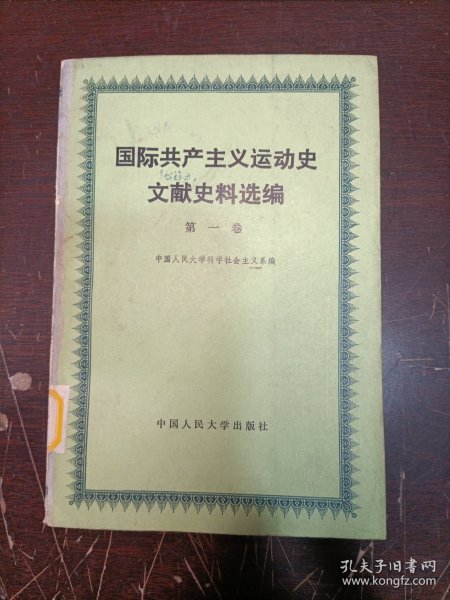 国际共产主义运动史
文献史料选编
第一卷
中国人民大学科学社会主义系编
中国人民大学出版社
孔夫子旧书网
www.kongfz.com